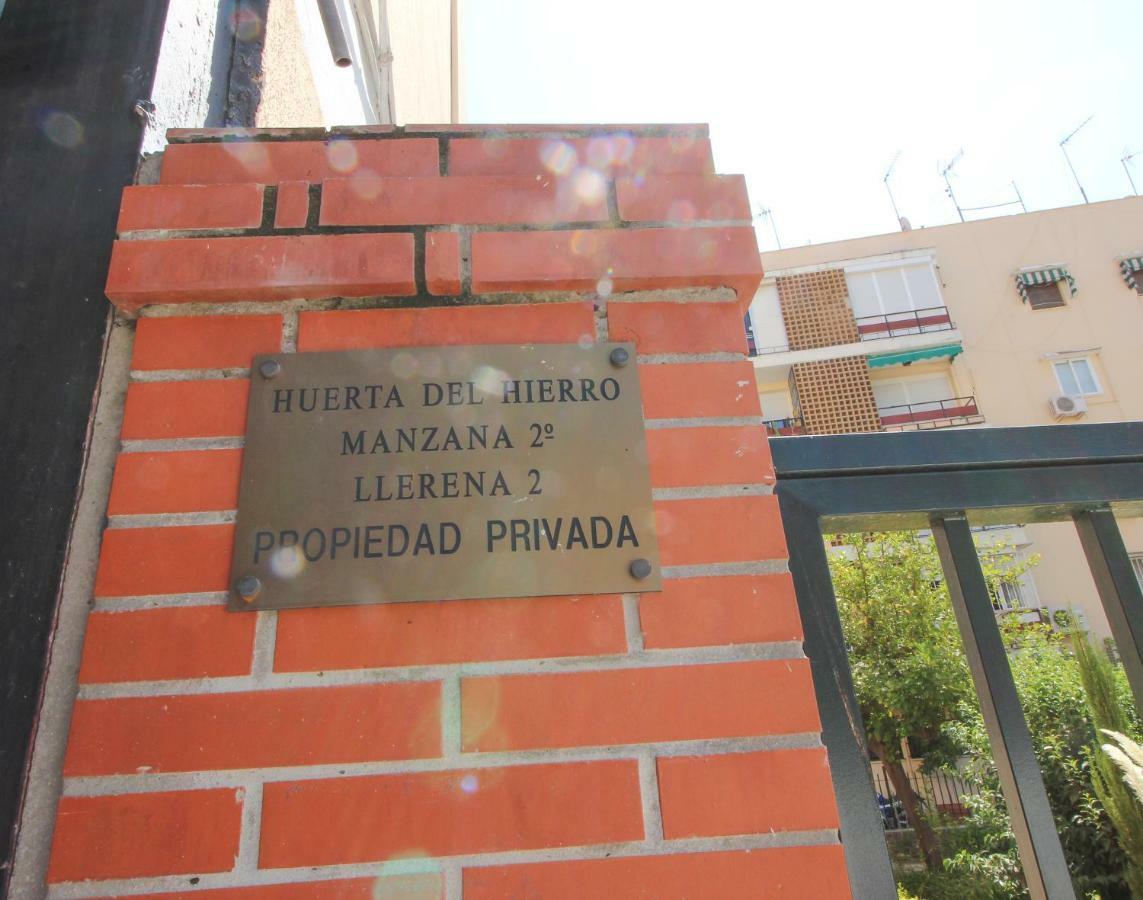 HUERTA DEL HIERRO
MANZANA 2º
LLERENA 2
PROPIEDAD PRIVADA